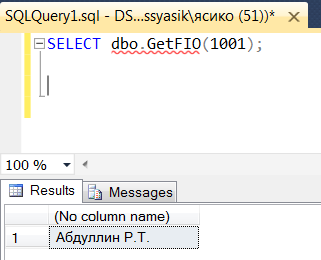 SQLQuery1.sql - DS...ssyasik\ясико (51))*
SELECT dbo.GetFIO(1001);
100 %
Results Messages
(No column name)
1 Абдуллин Р.Т.